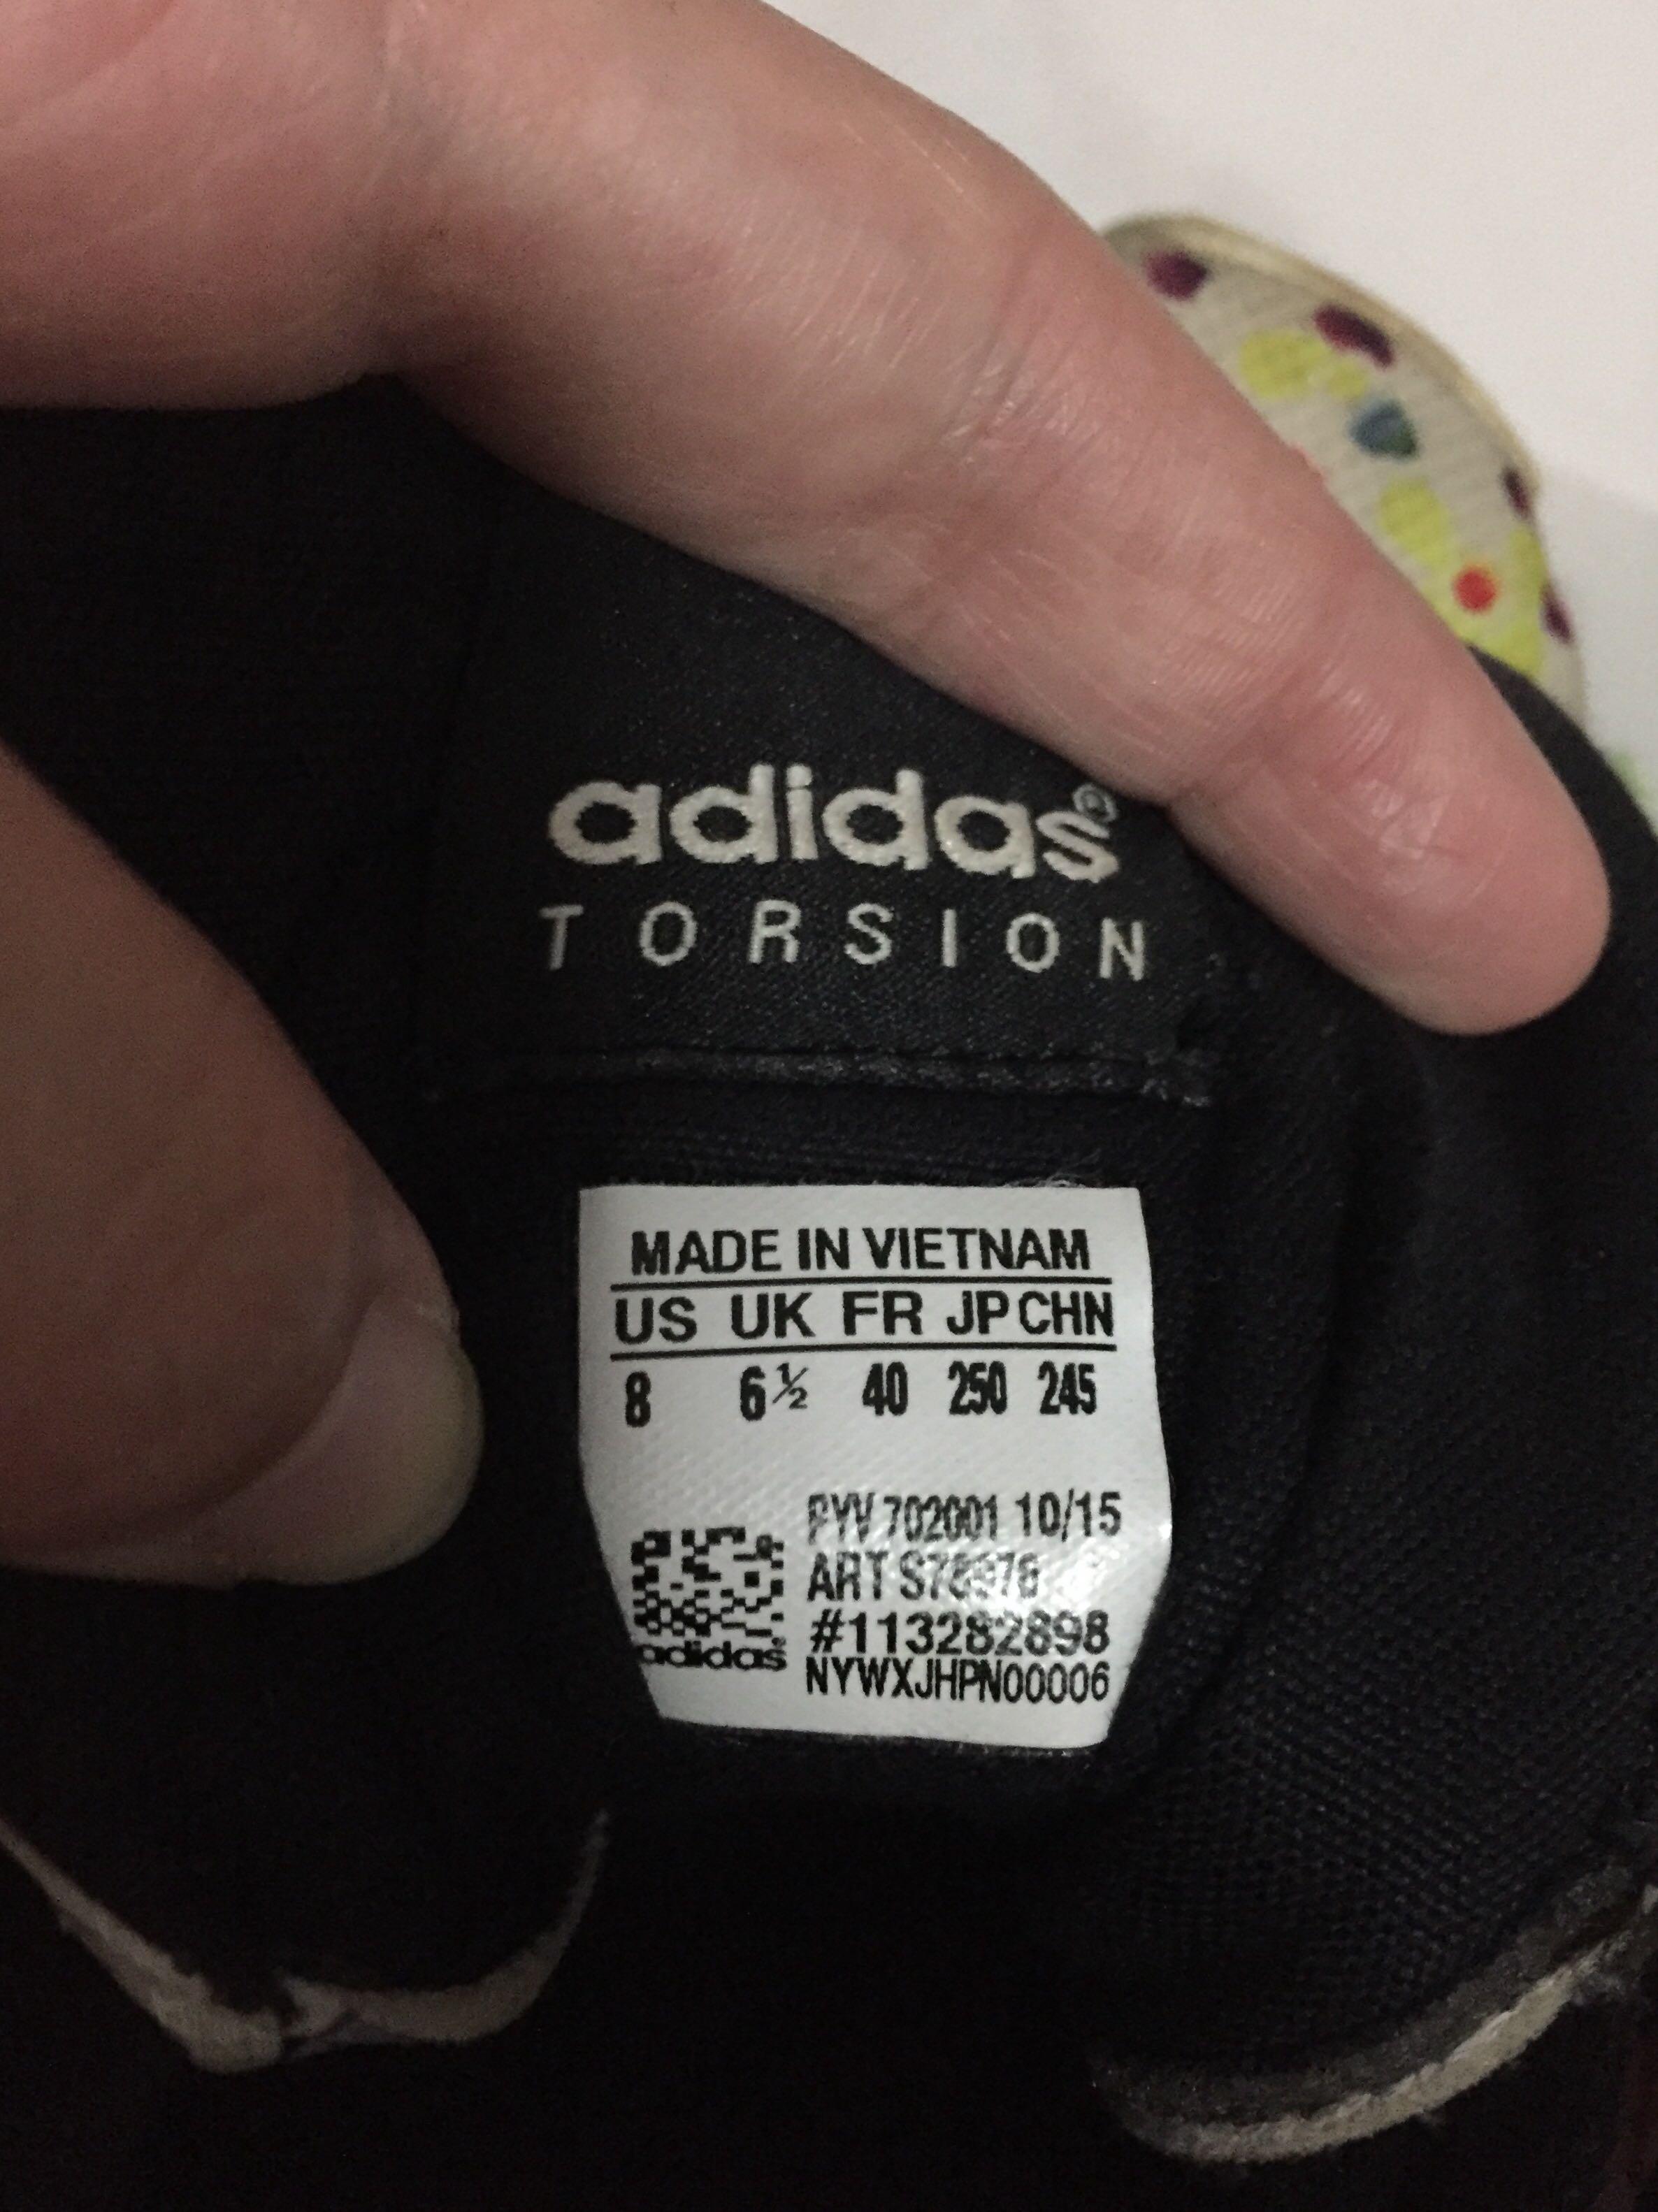 adidas®
TORSION
MADE IN VIETNAM
US UK FR JP CHN
8 6½ 40 250 245
PYV 702001 10/15
ART
#113282898
NYWXJHPN00006
adidas